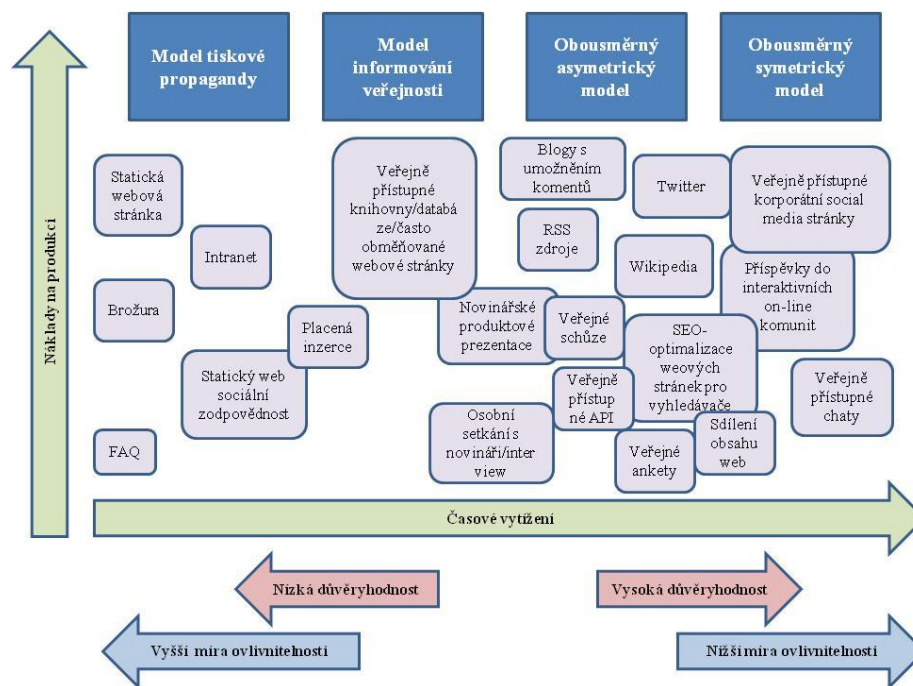 Model tiskové
propagandy
Model
informování
veřejnosti
Obousměrný
asymetrický
model
Obousměrný
symetrický
model
Náklady na produkci
Statická
webová
stránka
Intranet
Brožura
Placená
inzerce
Statický web
sociální
zodpovědnost
FAQ
Veřejně
přístupné
knihovny/databá
ze/často
obměňované
webové stránky
Novinářské
produktové
prezentace
Osobní
setkání s
novináři/inter
view
Blogy s
umožněním
komentů
RSS
zdroje
Veřejné
schůze
Veřejně
přístup
né API
Twitter
Wikipedia
SEO-
optimalizace
weových
stránek pro
vyhledávače
Veřejné
ankety
Sdílení
obsahu
web
Veřejně přístupné
korporátní social
media stránky
Příspěvky do
interaktivních
on-line
komunit
Veřejně
přístupné
chaty
Časové vytížení
Nízká důvěryhodnost
Vysoká důvěryhodnost
Vyšší míra ovlivnitelnosti
Nižší míra ovlivnitelnosti